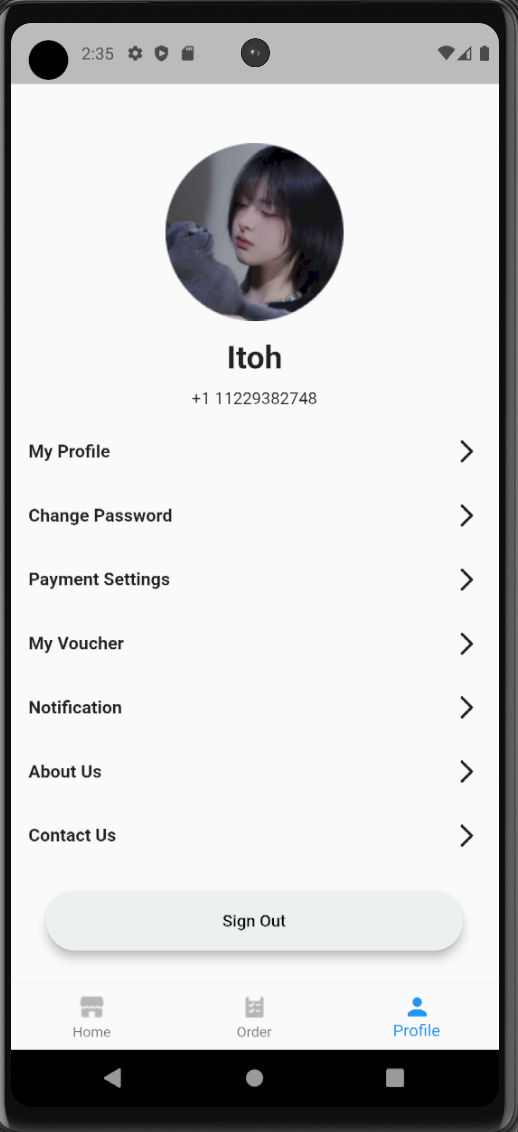 2:35
Itoh
+1 11229382748
My Profile
Change Password
Payment Settings
My Voucher
Notification
About Us
Contact Us
Sign Out
Home
Order
Profile